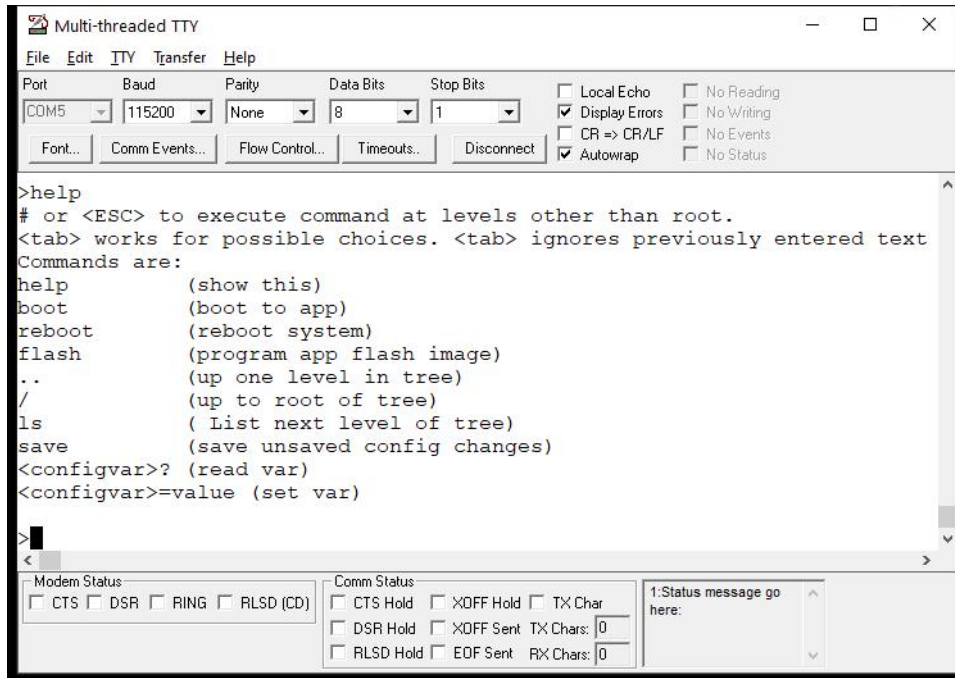 Multi-threaded TTY
File Edit TTY Transfer Help
Port Baud Parity Data Bits Stop Bits
COM5 115200 None 8 1
Font... Comm Events... Flow Control... Timeouts.. Disconnect
Local Echo No Reading
Display Errors No Writing
CR => CR/LF No Events
Autowrap No Status
>help
# or <ESC> to execute command at levels other than root.
<tab> works for possible choices. <tab> ignores previously entered text
Commands are:
help (show this)
boot (boot to app)
reboot (reboot system)
flash (program app flash image)
.. (up one level in tree)
/ (up to root of tree)
ls ( List next level of tree)
save (save unsaved config changes)
<configvar>? (read var)
<configvar>=value (set var)
>
Modem Status
CTS DSR RING RLSD (CD)
Comm Status
CTS Hold XOFF Hold TX Char
DSR Hold XOFF Sent TX Chars: 0
RLSD Hold EOF Sent RX Chars: 0
1:Status message go
here: